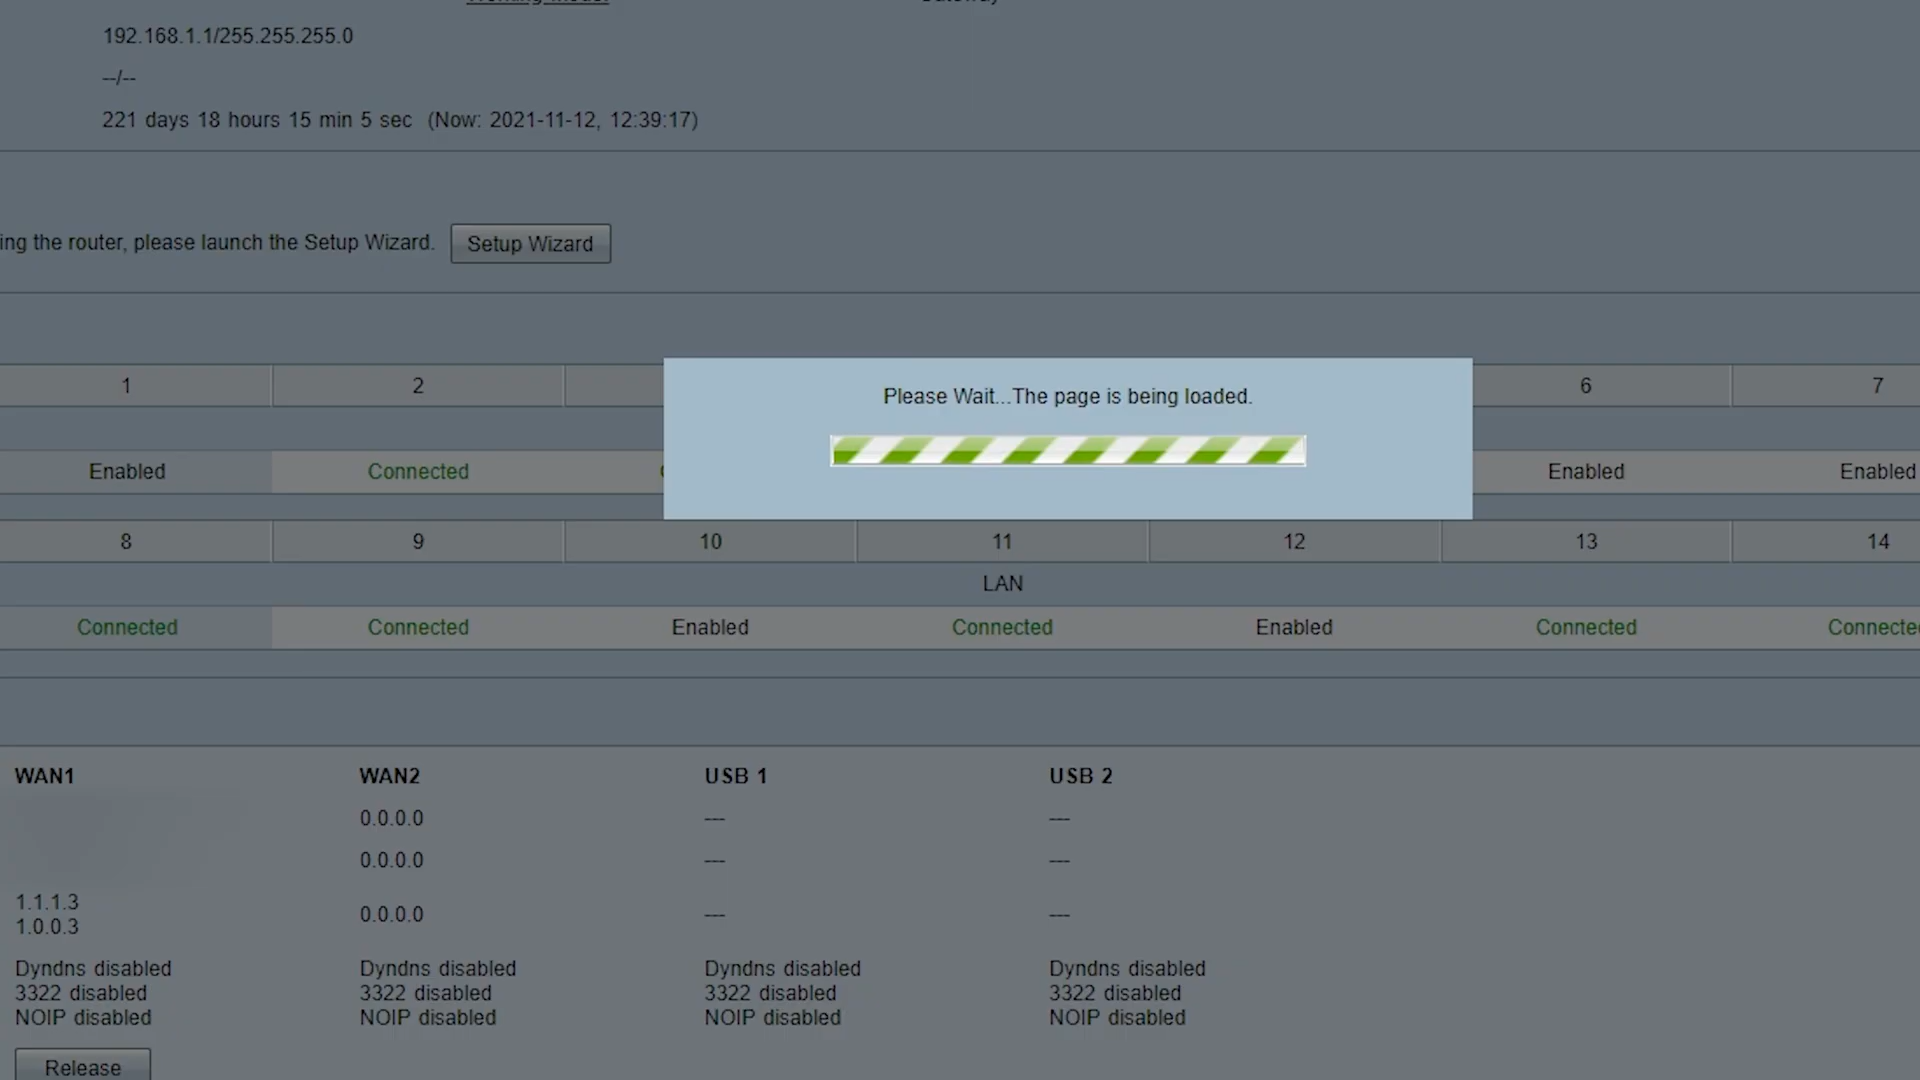 192.168.1.1/255.255.255.0
--/--
221 days 18 hours 15 min 5 sec (Now: 2021-11-12, 12:39:17)
ing the router, please launch the Setup Wizard. Setup Wizard
1 2 6 7
Please Wait...The page is being loaded.
Enabled Connected Enabled Enabled
8 9 10 11 12 13 14
LAN
Connected Connected Enabled Connected Enabled Connected Connecte
WAN1 WAN2 USB 1 USB 2
0.0.0.0 --- ---
0.0.0.0 --- ---
1.1.1.3
1.0.0.3
0.0.0.0 --- ---
Dyndns disabled Dyndns disabled Dyndns disabled Dyndns disabled
3322 disabled 3322 disabled 3322 disabled 3322 disabled
NOIP disabled NOIP disabled NOIP disabled NOIP disabled
Release